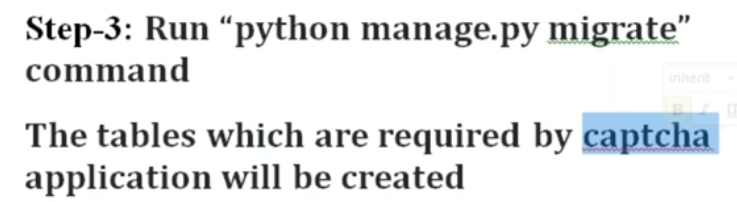 Step-3: Run “python manage.py migrate”
command
inherit
B I U
The tables which are required by captcha
application will be created